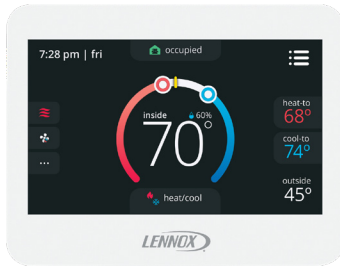 7:28 pm | fri
occupied
heat-to
68°
cool-to
74°
outside
45°
inside
60%
70°
heat/cool
LENNOX